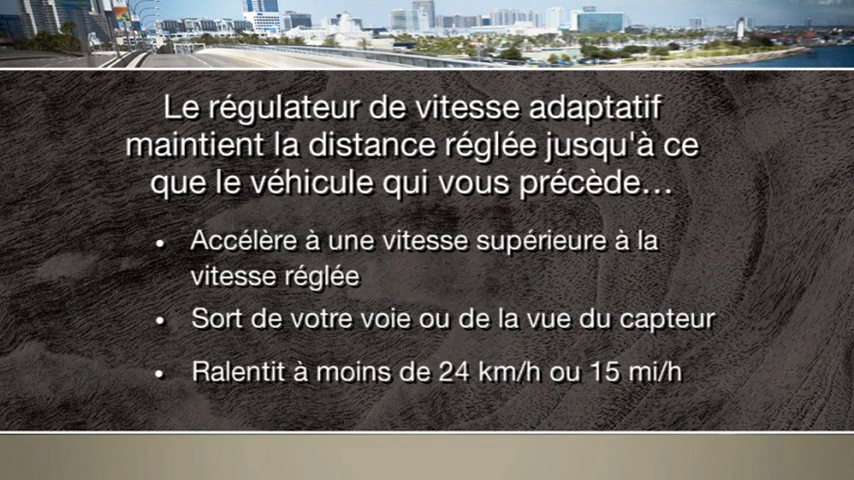 Le régulateur de vitesse adaptatif
maintient la distance réglée jusqu'à ce
que le véhicule qui vous précède...
• Accélère à une vitesse supérieure à la
vitesse réglée
• Sort de votre voie ou de la vue du capteur
• Ralentit à moins de 24 km/h ou 15 mi/h